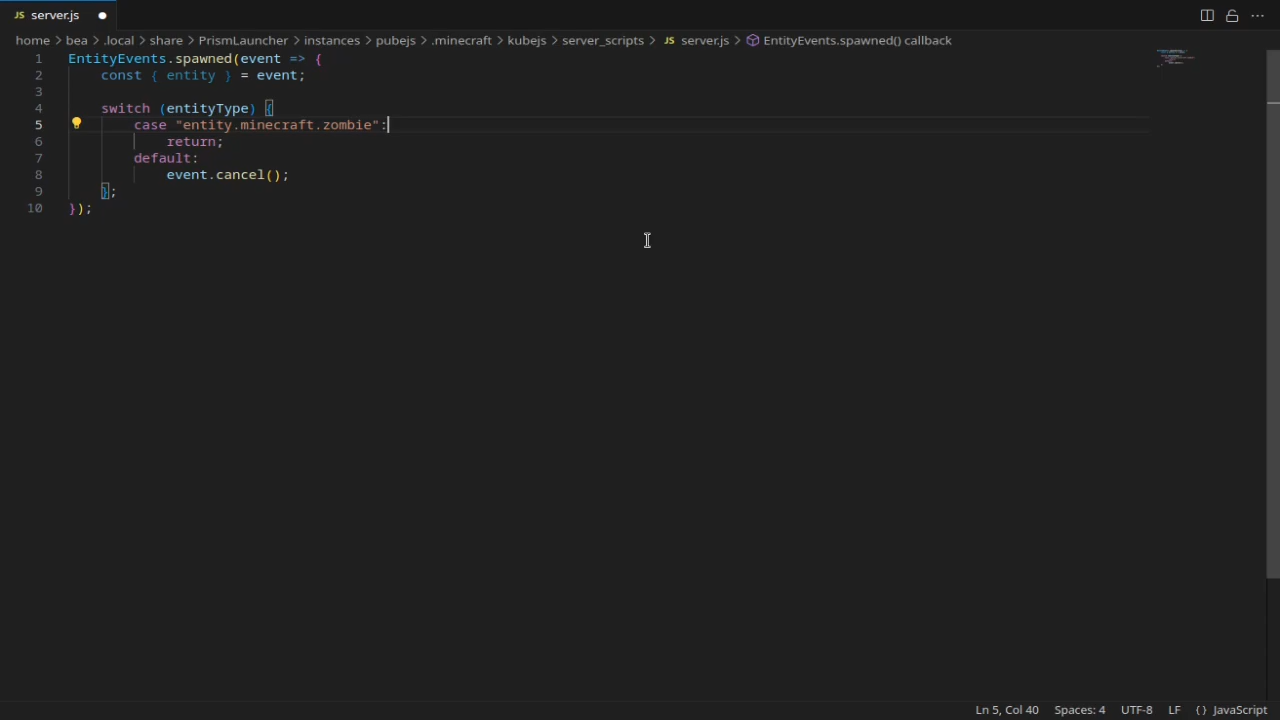 JS server.js ●
home > bea > .local > share > PrismLauncher > instances > pubejs > .minecraft > kubejs > server_scripts > JS server.js > EntityEvents.spawned() callback
1 EntityEvents.spawned(event => {
2     const { entity } = event;
3
4     switch (entityType) {
5         case "entity.minecraft.zombie":
6             return;
7         default:
8             event.cancel();
9     };
10 });
Ln 5, Col 40 Spaces: 4 UTF-8 LF {} JavaScript